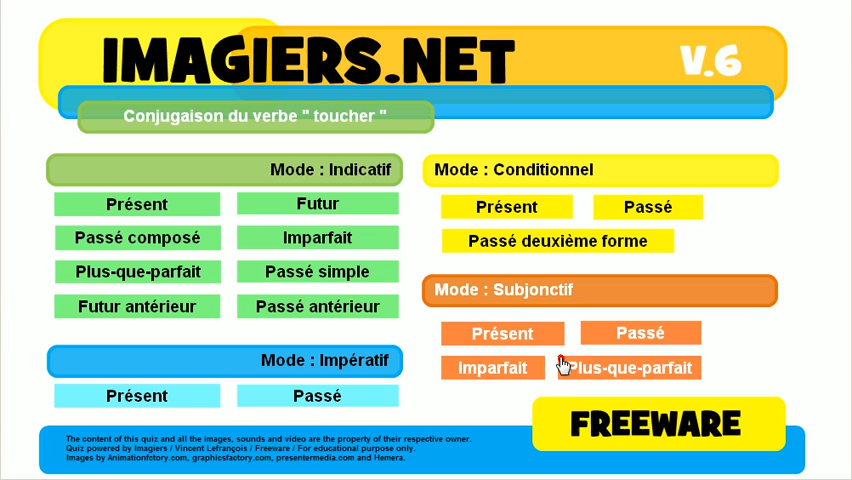 IMAGIERS.NET
V.6
Conjugaison du verbe " toucher "
Mode : Indicatif
Présent
Futur
Passé composé
Imparfait
Plus-que-parfait
Passé simple
Futur antérieur
Passé antérieur
Mode : Impératif
Présent
Passé
Mode : Conditionnel
Présent
Passé
Passé deuxième forme
Mode : Subjonctif
Présent
Passé
Imparfait
Plus-que-parfait
FREEWARE
The content of this quiz and all the images, sounds and video are the property of their respective owner.
Quiz powered by Imagiers / Vincent Lefrançois / Freeware / For educational purpose only.
Images by Animationfctory.com, graphicsfactory.com, presentermedia.com and Hemera.